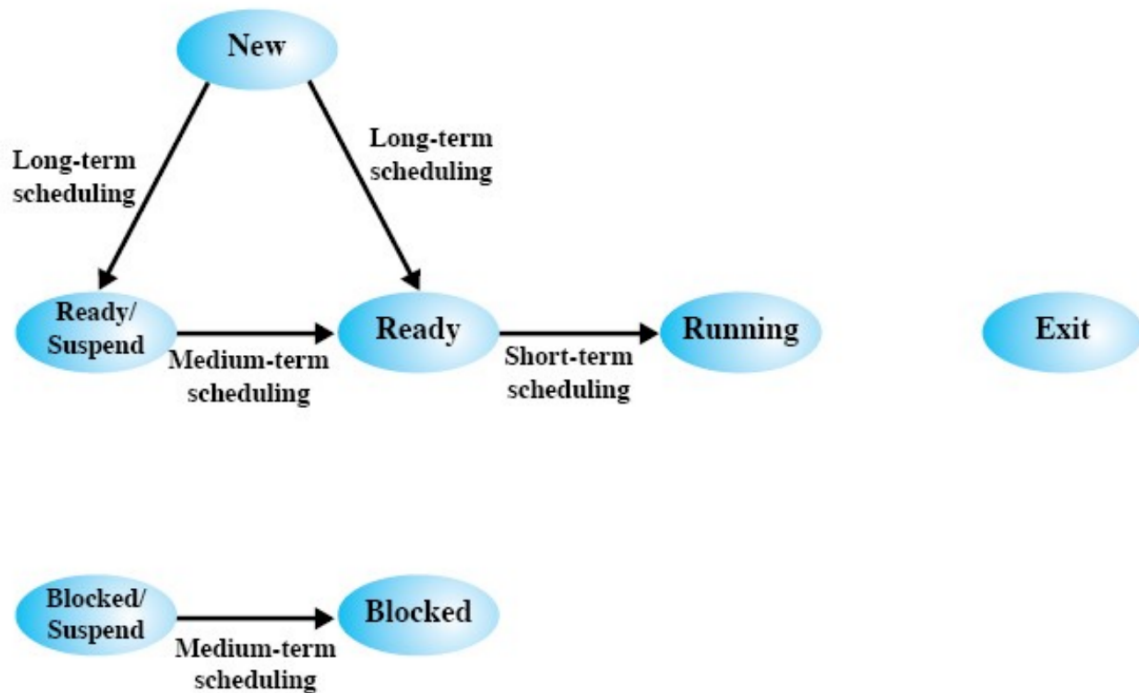 New
Long-term
scheduling
Long-term
scheduling
Ready/
Suspend
Medium-term
scheduling
Ready
Short-term
scheduling
Running
Exit
Blocked/
Suspend
Medium-term
scheduling
Blocked